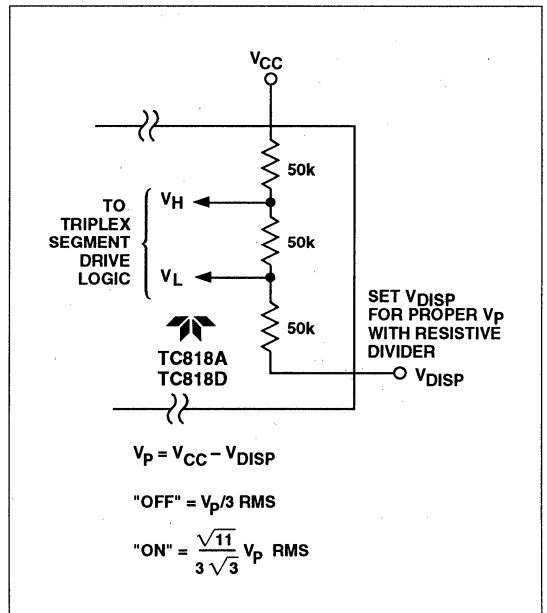 VCC
50k
TO
TRIPLEX
SEGMENT
DRIVE
LOGIC
VH
50k
VL
50k
SET VDISP
FOR PROPER VP
WITH RESISTIVE
DIVIDER
TC818A
TC818D
VDISP
VP = VCC – VDISP
"OFF" = VP/3 RMS
"ON" = √11 / 3 √3 VP RMS